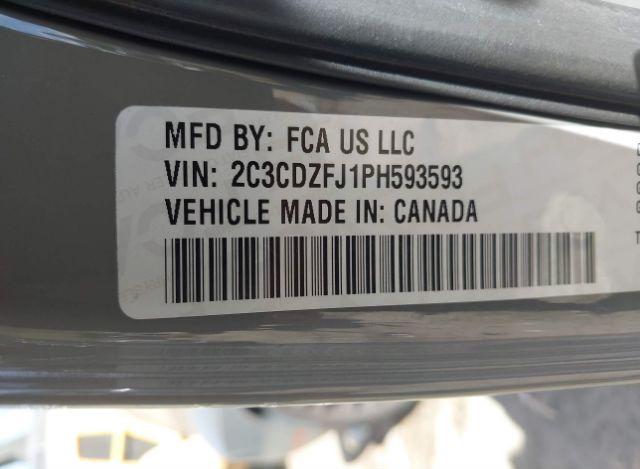 MFD BY: FCA US LLC
VIN: 2C3CDZFJ1PH593593
VEHICLE MADE IN: CANADA